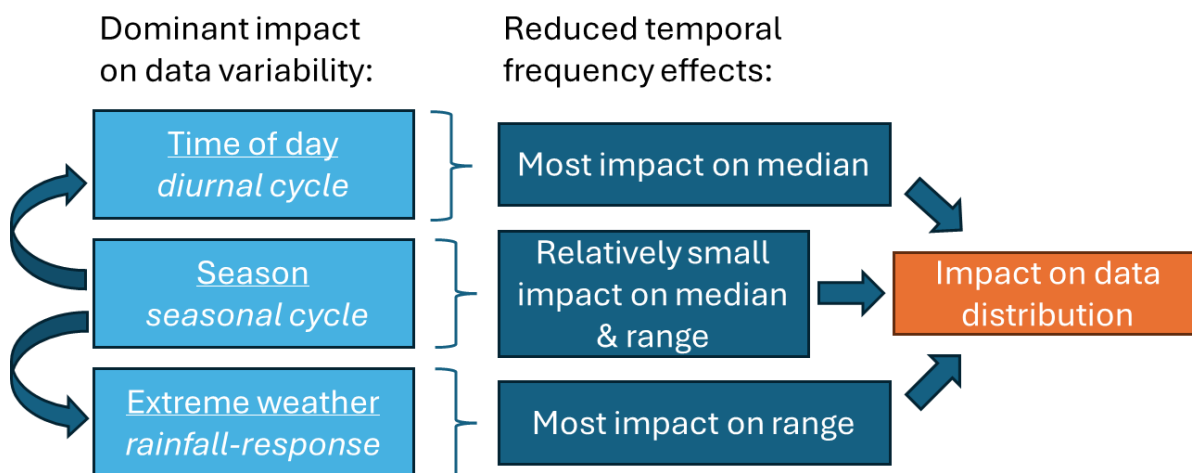 Dominant impact
on data variability:
Reduced temporal
frequency effects:
Time of day
diurnal cycle
Most impact on median
Season
seasonal cycle
Relatively small
impact on median
& range
Impact on data
distribution
Extreme weather
rainfall-response
Most impact on range